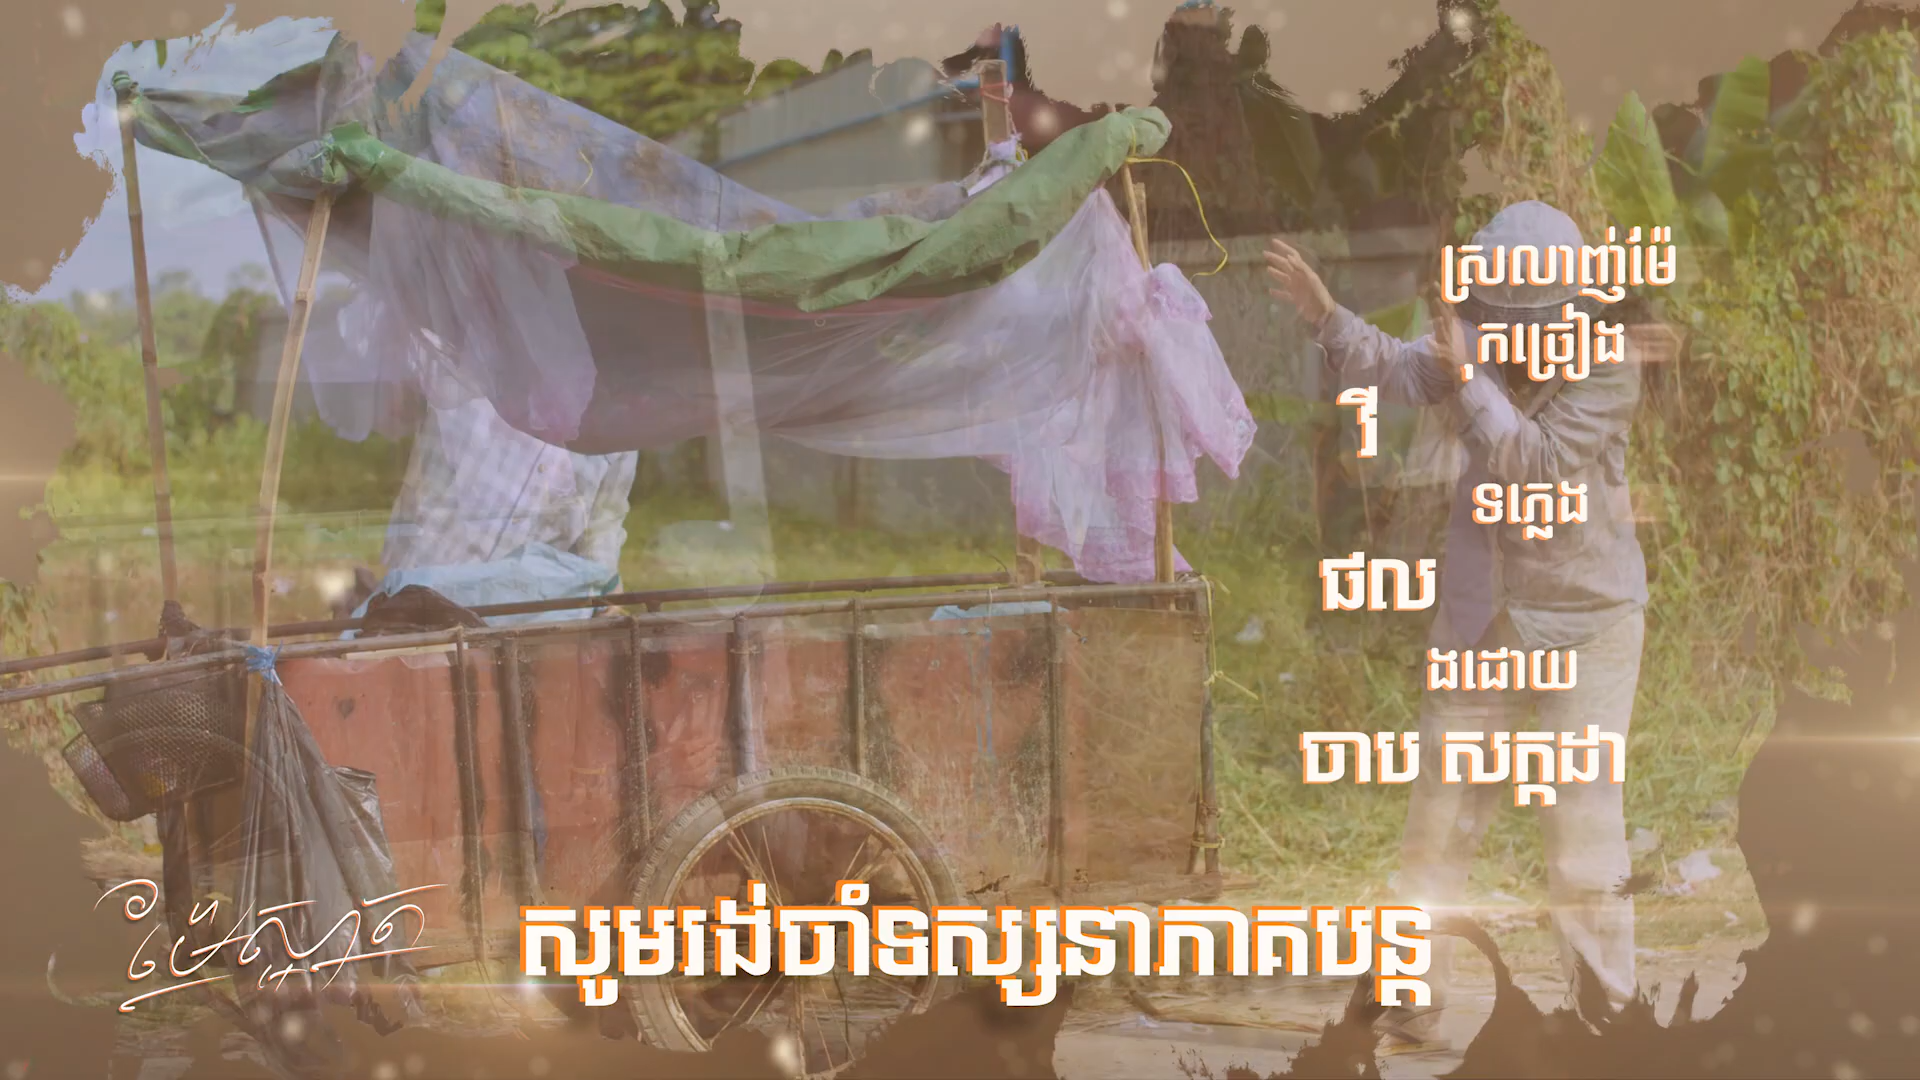 ស្រលាញ់ម៉ែ
ុកច្រៀង
រី
ទភ្លេង
ផល
ងដោយ
ចាប សក្កដា
សូមរង់ចាំទស្សនាភាគបន្ត